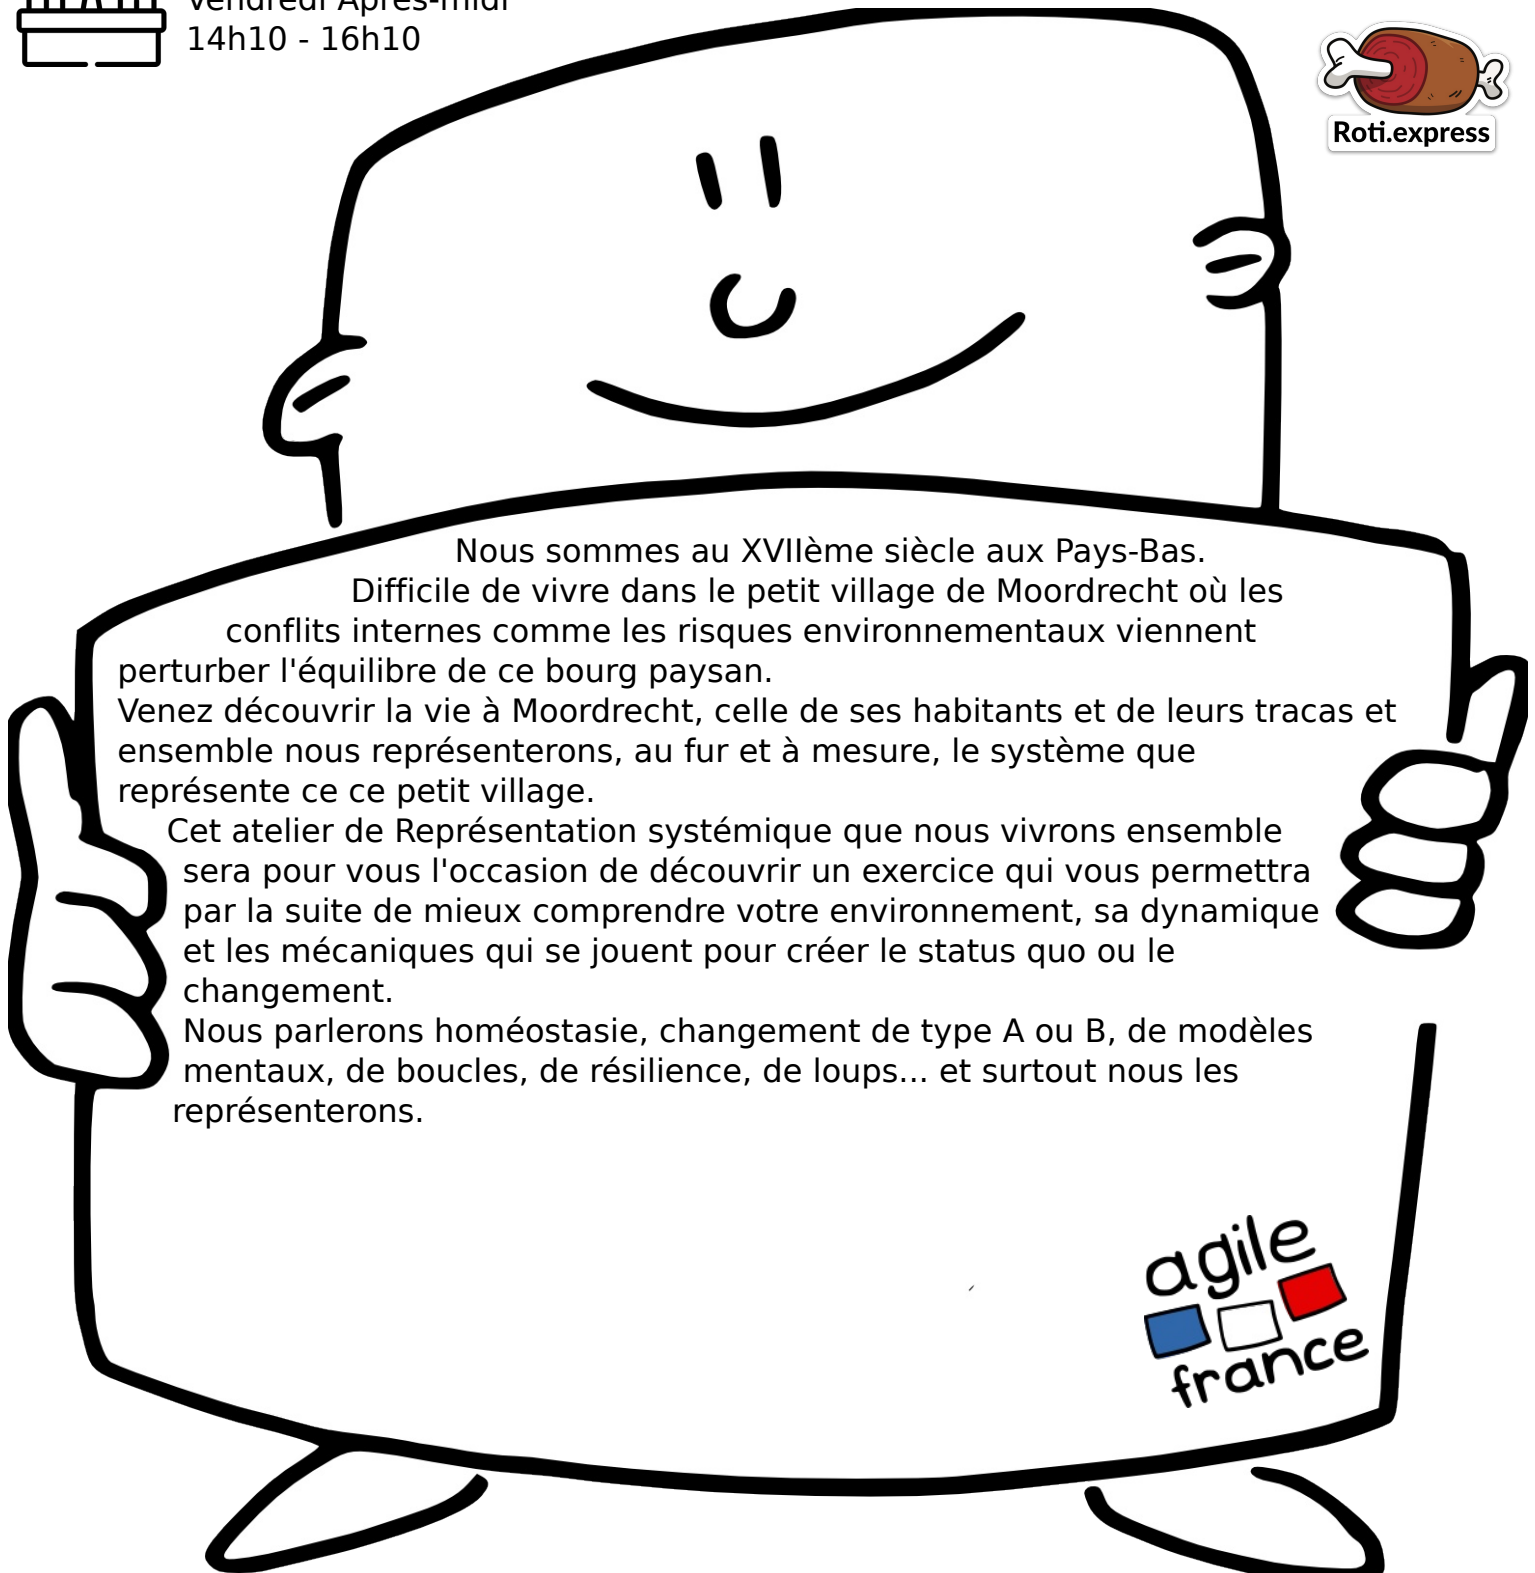 Vendredi Après-midi
14h10 - 16h10
Roti.express
Nous sommes au XVIIème siècle aux Pays-Bas.
Difficile de vivre dans le petit village de Moordrecht où les
conflits internes comme les risques environnementaux viennent
perturber l'équilibre de ce bourg paysan.
Venez découvrir la vie à Moordrecht, celle de ses habitants et de leurs tracas et
ensemble nous représenterons, au fur et à mesure, le système que
représente ce ce petit village.
Cet atelier de Représentation systémique que nous vivrons ensemble
sera pour vous l'occasion de découvrir un exercice qui vous permettra
par la suite de mieux comprendre votre environnement, sa dynamique
et les mécaniques qui se jouent pour créer le status quo ou le
changement.
Nous parlerons homéostasie, changement de type A ou B, de modèles
mentaux, de boucles, de résilience, de loups... et surtout nous les
représenterons.
agile
france